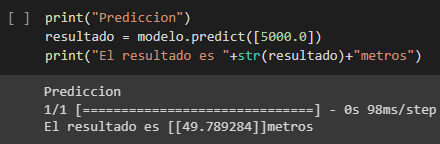 [ ] print("Prediccion")
resultado = modelo.predict([5000.0])
print("El resultado es "+str(resultado)+"metros")
Prediccion
1/1 [==============================] - 0s 98ms/step
El resultado es [[49.789284]]metros